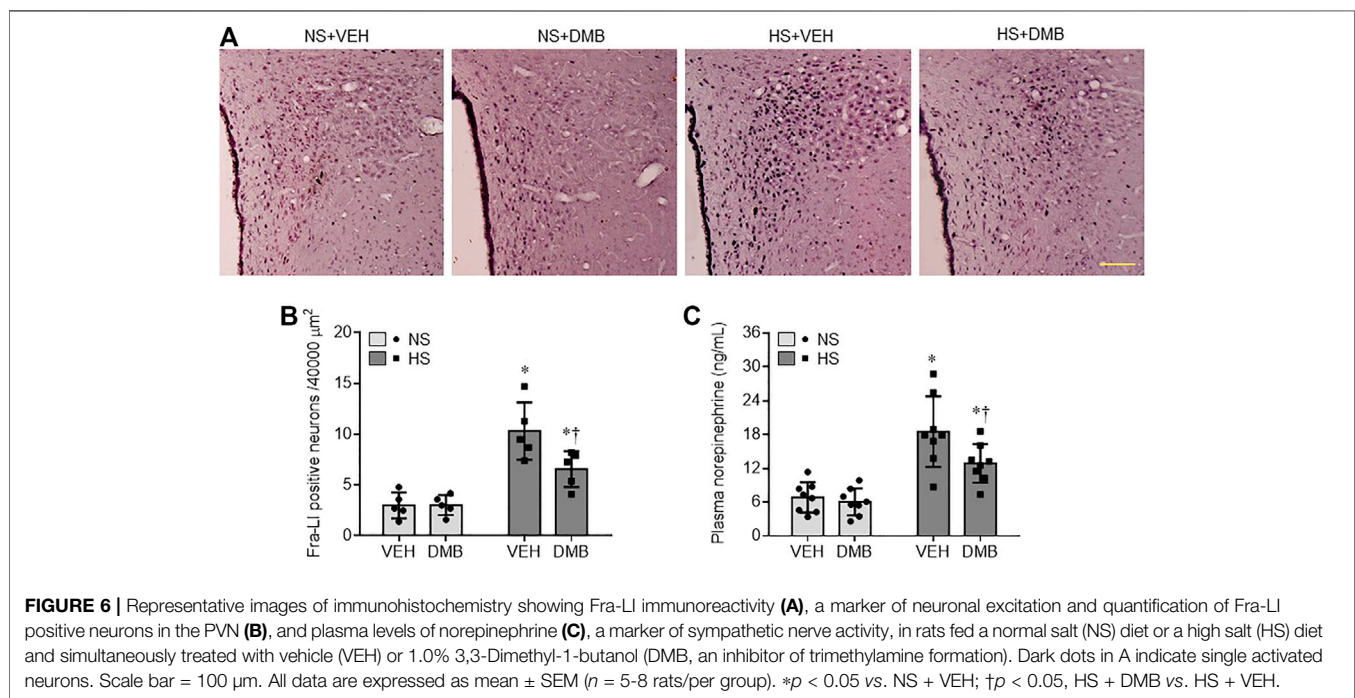 A
NS+VEH NS+DMB HS+VEH HS+DMB
B
Fra-LI positive neurons /40000 μm²
20
15
10
5
0
NS
HS
*
*†
VEH DMB VEH DMB
C
Plasma norepinephrine (ng/mL)
36
30
24
18
12
6
0
NS
HS
*
*†
VEH DMB VEH DMB
FIGURE 6 | Representative images of immunohistochemistry showing Fra-LI immunoreactivity (A), a marker of neuronal excitation and quantification of Fra-LI
positive neurons in the PVN (B), and plasma levels of norepinephrine (C), a marker of sympathetic nerve activity, in rats fed a normal salt (NS) diet or a high salt (HS) diet
and simultaneously treated with vehicle (VEH) or 1.0% 3,3-Dimethyl-1-butanol (DMB, an inhibitor of trimethylamine formation). Dark dots in A indicate single activated
neurons. Scale bar = 100 μm. All data are expressed as mean ± SEM (n = 5-8 rats/per group). *p < 0.05 vs. NS + VEH; †p < 0.05, HS + DMB vs. HS + VEH.